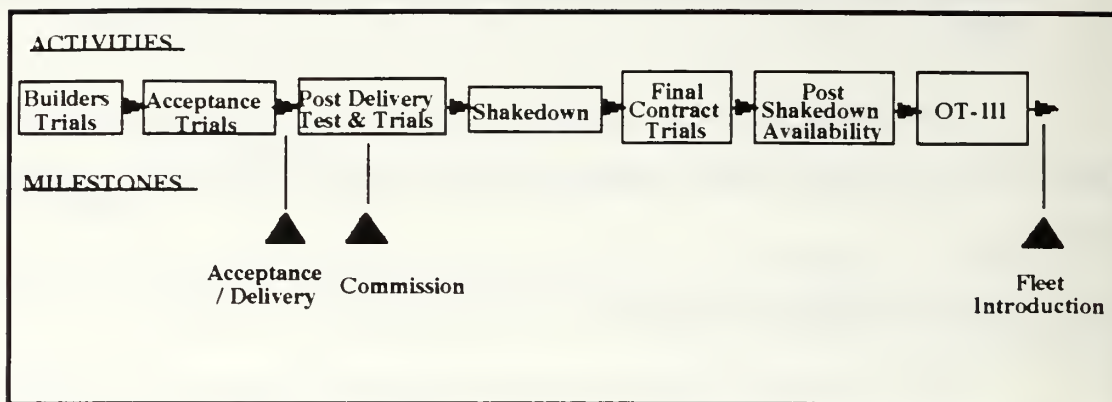 ACTIVITIES
Builders
Trials
Acceptance
Trials
Post Delivery
Test & Trials
Shakedown
Final
Contract
Trials
Post
Shakedown
Availability
OT-111
MILESTONES
Acceptance
/ Delivery
Commission
Fleet
Introduction